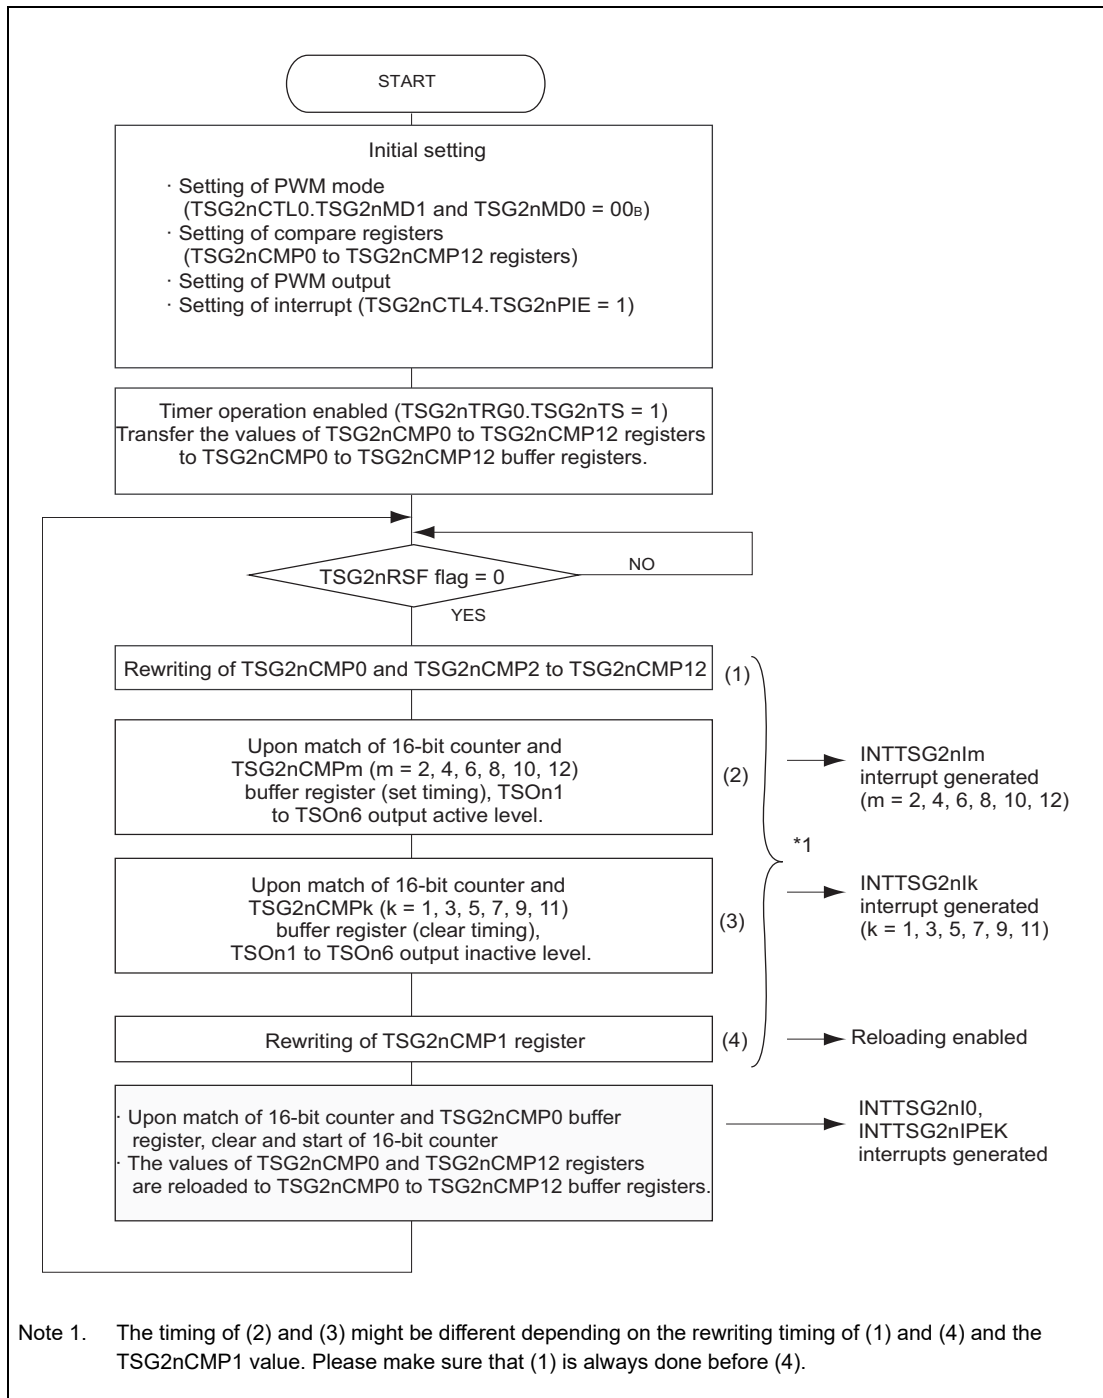 START
Initial setting
· Setting of PWM mode
(TSG2nCTL0.TSG2nMD1 and TSG2nMD0 = 00B)
· Setting of compare registers
(TSG2nCMP0 to TSG2nCMP12 registers)
· Setting of PWM output
· Setting of interrupt (TSG2nCTL4.TSG2nPIE = 1)
Timer operation enabled (TSG2nTRG0.TSG2nTS = 1)
Transfer the values of TSG2nCMP0 to TSG2nCMP12 registers
to TSG2nCMP0 to TSG2nCMP12 buffer registers.
TSG2nRSF flag = 0
NO
YES
Rewriting of TSG2nCMP0 and TSG2nCMP2 to TSG2nCMP12
(1)
Upon match of 16-bit counter and
TSG2nCMPm (m = 2, 4, 6, 8, 10, 12)
buffer register (set timing), TSOn1
to TSOn6 output active level.
(2)
INTTSG2nIm
interrupt generated
(m = 2, 4, 6, 8, 10, 12)
*1
Upon match of 16-bit counter and
TSG2nCMPk (k = 1, 3, 5, 7, 9, 11)
buffer register (clear timing),
TSOn1 to TSOn6 output inactive level.
(3)
INTTSG2nIk
interrupt generated
(k = 1, 3, 5, 7, 9, 11)
Rewriting of TSG2nCMP1 register
(4)
Reloading enabled
· Upon match of 16-bit counter and TSG2nCMP0 buffer
register, clear and start of 16-bit counter
· The values of TSG2nCMP0 and TSG2nCMP12 registers
are reloaded to TSG2nCMP0 to TSG2nCMP12 buffer registers.
INTTSG2nI0,
INTTSG2nIPEK
interrupts generated
Note 1. The timing of (2) and (3) might be different depending on the rewriting timing of (1) and (4) and the
TSG2nCMP1 value. Please make sure that (1) is always done before (4).